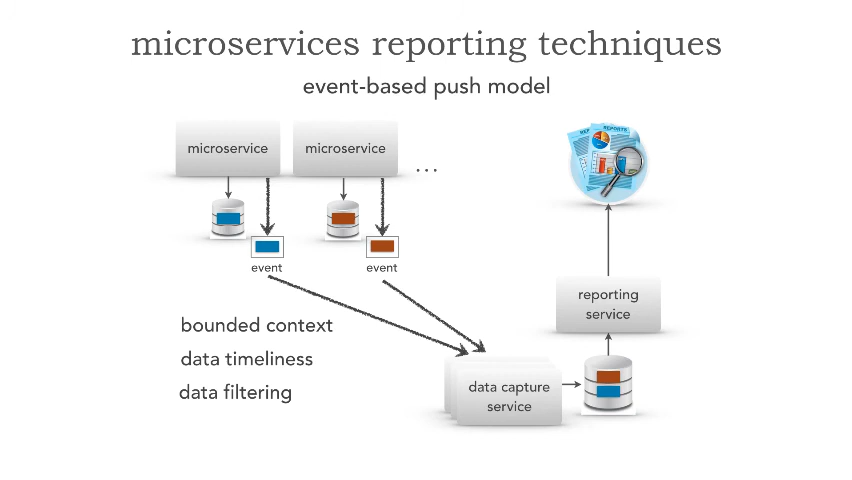 microservices reporting techniques
event-based push model
microservice
microservice
...
REPORTS
event
event
reporting
service
bounded context
data timeliness
data filtering
data capture
service